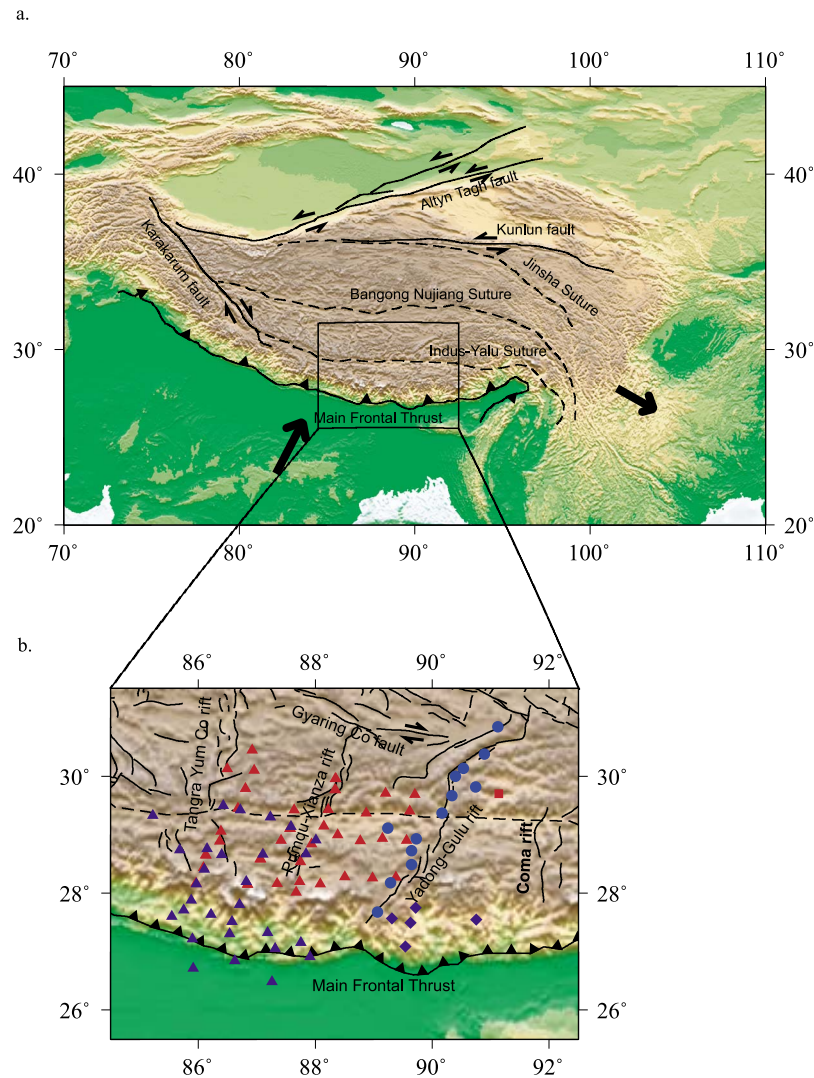 a.
70° 80° 90° 100° 110°
40° 40°
Altyn Tagh fault
Kunlun fault
Karakarum fault
Jinsha Suture
Bangong Nujiang Suture
30° 30°
Indus-Yalu Suture
Main Frontal Thrust
20° 20°
70° 80° 90° 100° 110°
b.
86° 88° 90° 92°
Gyaring Co fault
Tangra Yum Co rift
Pumqu-Xianza rift
30° 30°
Yadong-Gulu rift
Coma rift
28° 28°
Main Frontal Thrust
26° 26°
86° 88° 90° 92°